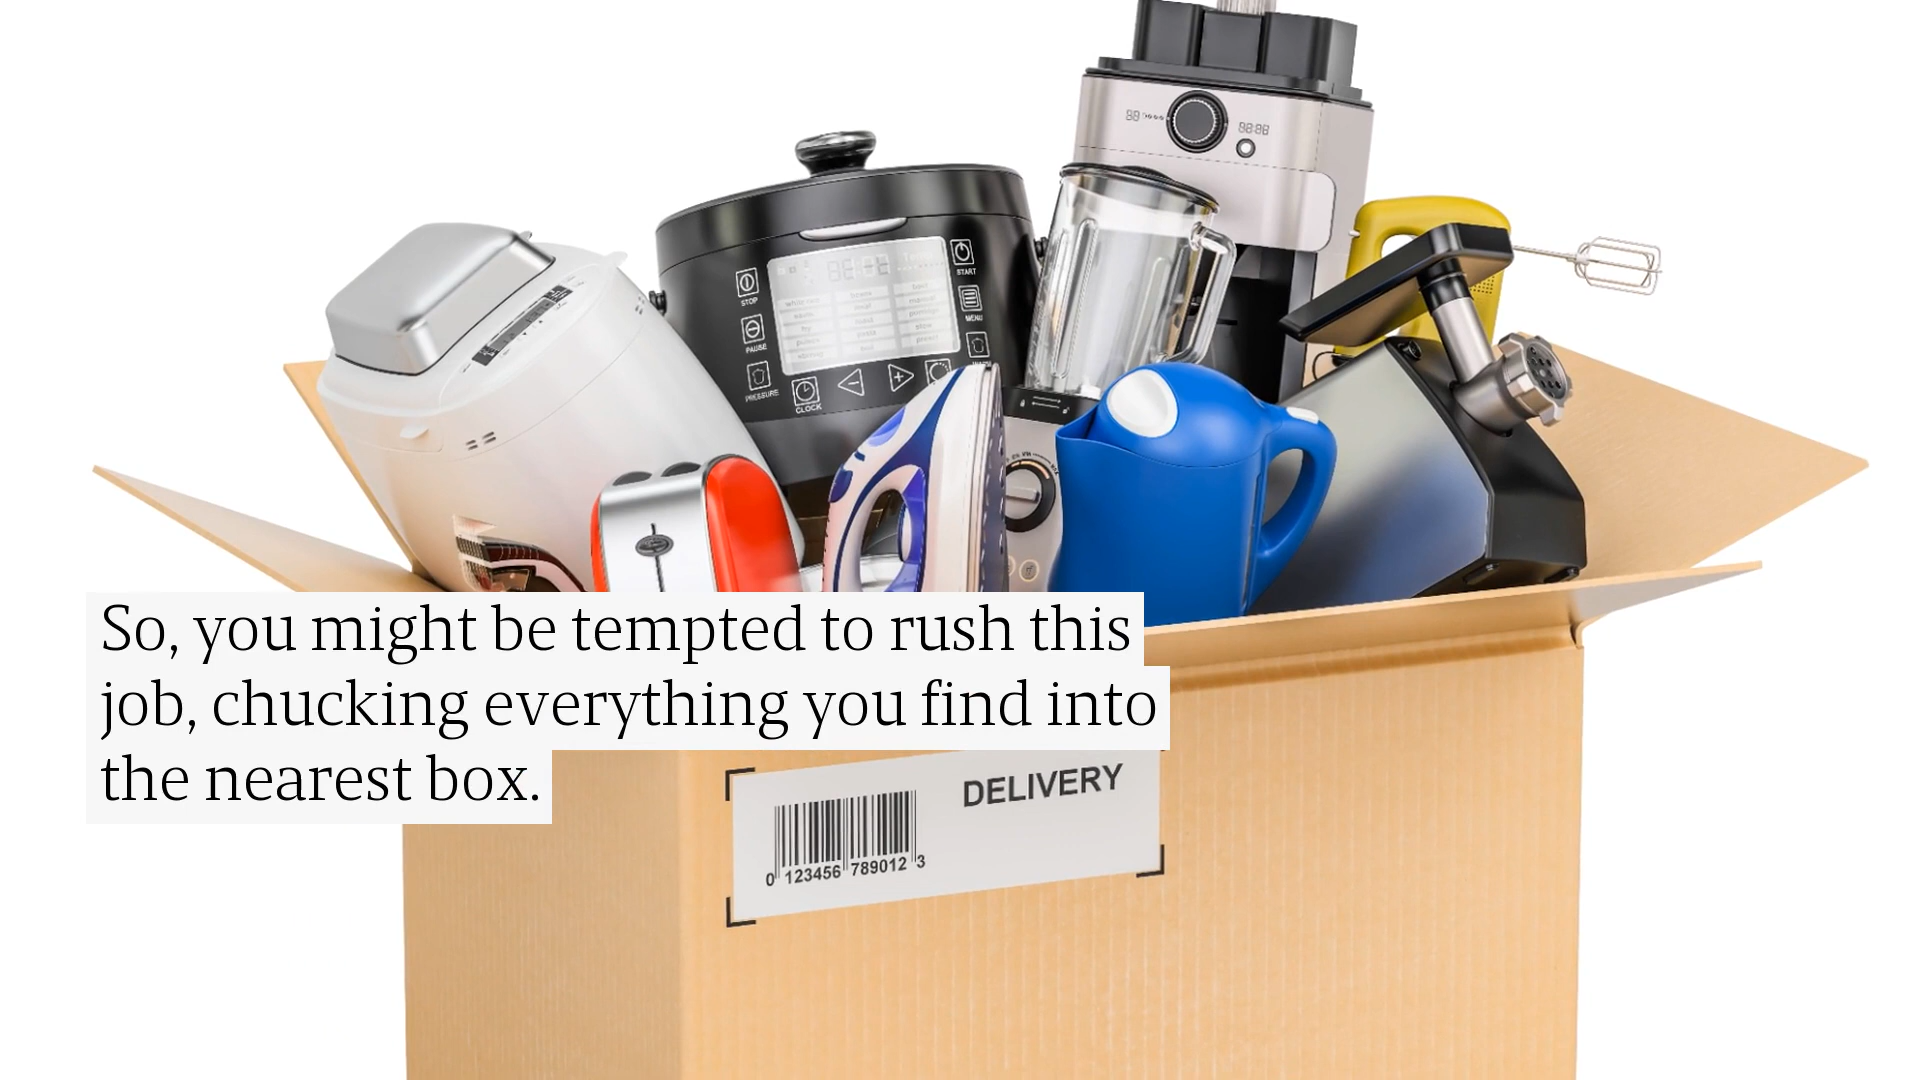 STOP
PAUSE
PRESSURE
CLOCK
START
MENU
So, you might be tempted to rush this
job, chucking everything you find into
the nearest box.
DELIVERY
0 123456 789012 3